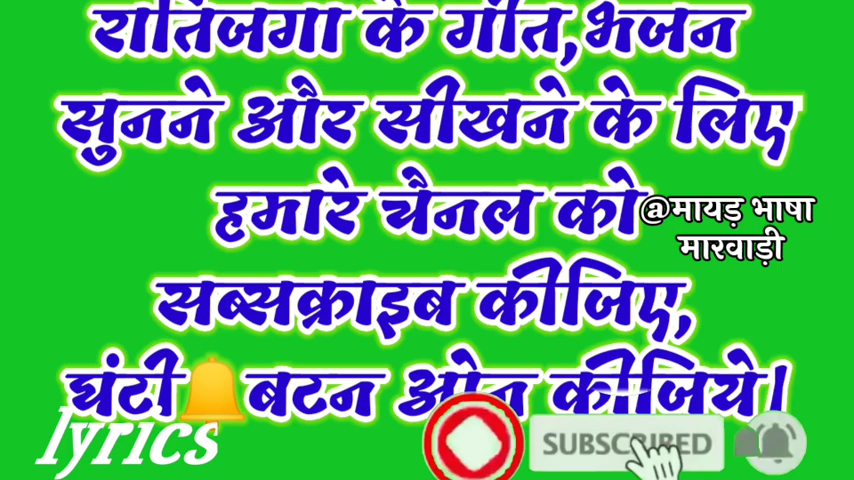 रातिजगा के गीत,भजन
सुनने और सीखने के लिए
हमारे चैनल को
@मायड़ भाषा
मारवाड़ी
सब्सक्राइब कीजिए,
घंटी🔔बटन ओन कीजिये।
lyrics
SUBSCRIBED